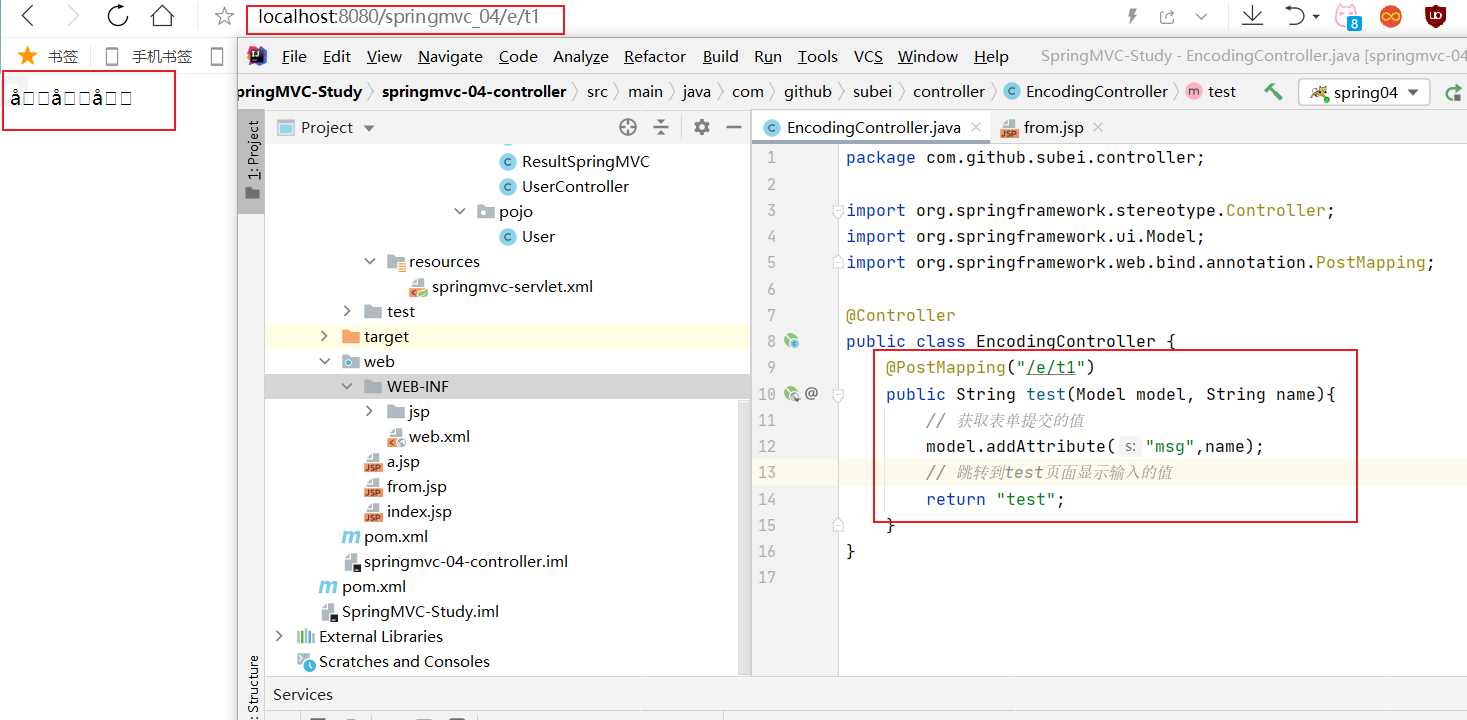 localhost:8080/springmvc_04/e/t1
8
书签
手机书签
File Edit View Navigate Code Analyze Refactor Build Run Tools VCS Window Help
SpringMVC-Study - EncodingController.java [springmvc-04
pringMVC-Study springmvc-04-controller src main java com github subei controller EncodingController test
spring04
1: Project
Project
EncodingController.java
from.jsp
ResultSpringMVC
UserController
pojo
User
resources
springmvc-servlet.xml
test
target
web
WEB-INF
jsp
web.xml
a.jsp
from.jsp
index.jsp
pom.xml
springmvc-04-controller.iml
pom.xml
SpringMVC-Study.iml
External Libraries
Scratches and Consoles
1 package com.github.subei.controller;
2
3 import org.springframework.stereotype.Controller;
4 import org.springframework.ui.Model;
5 import org.springframework.web.bind.annotation.PostMapping;
6
7 @Controller
8 public class EncodingController {
9 @PostMapping("/e/t1")
10 public String test(Model model, String name){
11 // 获取表单提交的值
12 model.addAttribute( s: "msg",name);
13 // 跳转到test页面显示输入的值
14 return "test";
15 }
16 }
17
Structure
Services